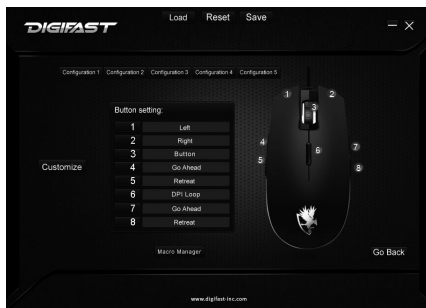 DIGIFAST
Load Reset Save
Configuration 1 Configuration 2 Configuration 3 Configuration 4 Configuration 5
Button setting:
1 Left
2 Right
3 Button
4 Go Ahead
5 Retreat
6 DPI Loop
7 Go Ahead
8 Retreat
1 2
3
4
5
6
7
8
Customize
Macro Manager
Go Back
www.digifast-inc.com